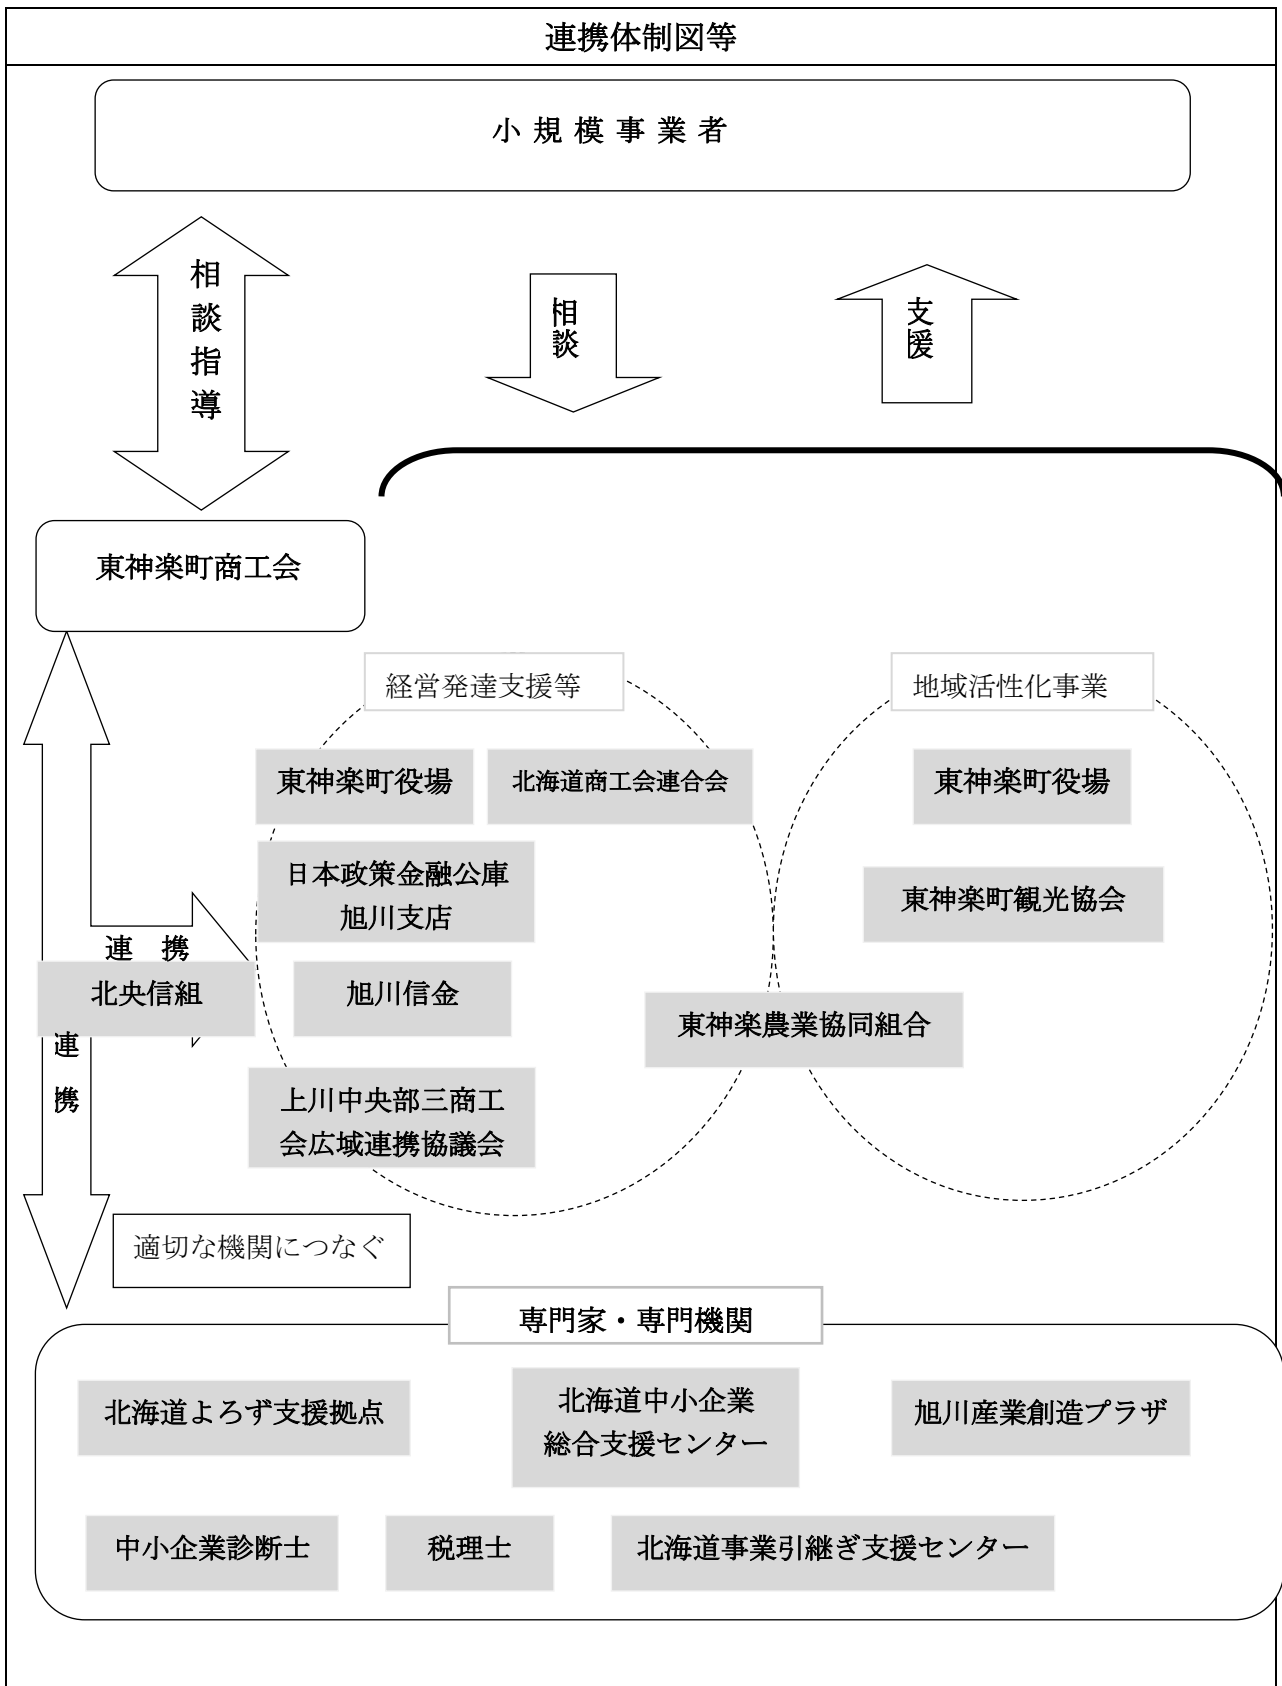 連携体制図等
小規模事業者
相談指導
相談
支援
東神楽町商工会
経営発達支援等
地域活性化事業
東神楽町役場
北海道商工会連合会
東神楽町役場
日本政策金融公庫
旭川支店
東神楽町観光協会
連 携
北央信組
旭川信金
東神楽農業協同組合
連携
上川中央部三商工
会広域連携協議会
適切な機関につなぐ
専門家・専門機関
北海道よろず支援拠点
北海道中小企業
総合支援センター
旭川産業創造プラザ
中小企業診断士
税理士
北海道事業引継ぎ支援センター